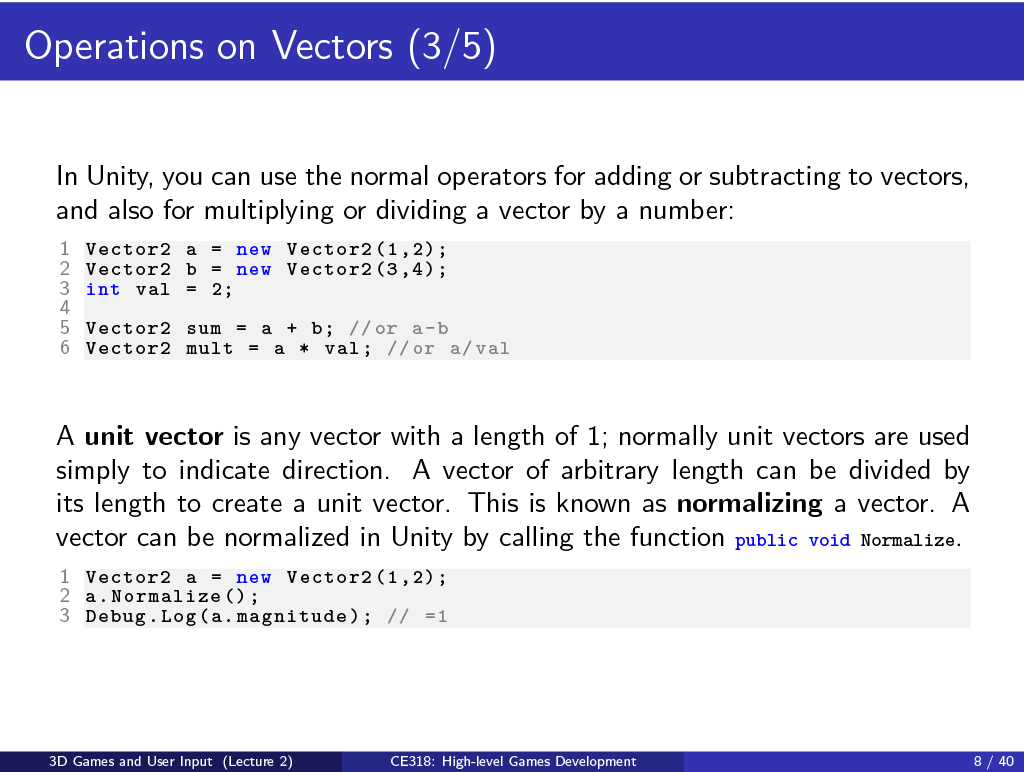 Operations on Vectors (3/5)
In Unity, you can use the normal operators for adding or subtracting to vectors,
and also for multiplying or dividing a vector by a number:
1 Vector2 a = new Vector2(1,2);
2 Vector2 b = new Vector2(3,4);
3 int val = 2;
4
5 Vector2 sum = a + b; //or a-b
6 Vector2 mult = a * val; //or a/val
A unit vector is any vector with a length of 1; normally unit vectors are used
simply to indicate direction. A vector of arbitrary length can be divided by
its length to create a unit vector. This is known as normalizing a vector. A
vector can be normalized in Unity by calling the function public void Normalize.
1 Vector2 a = new Vector2(1,2);
2 a.Normalize();
3 Debug.Log(a.magnitude); // =1
3D Games and User Input (Lecture 2) CE318: High-level Games Development 8 / 40